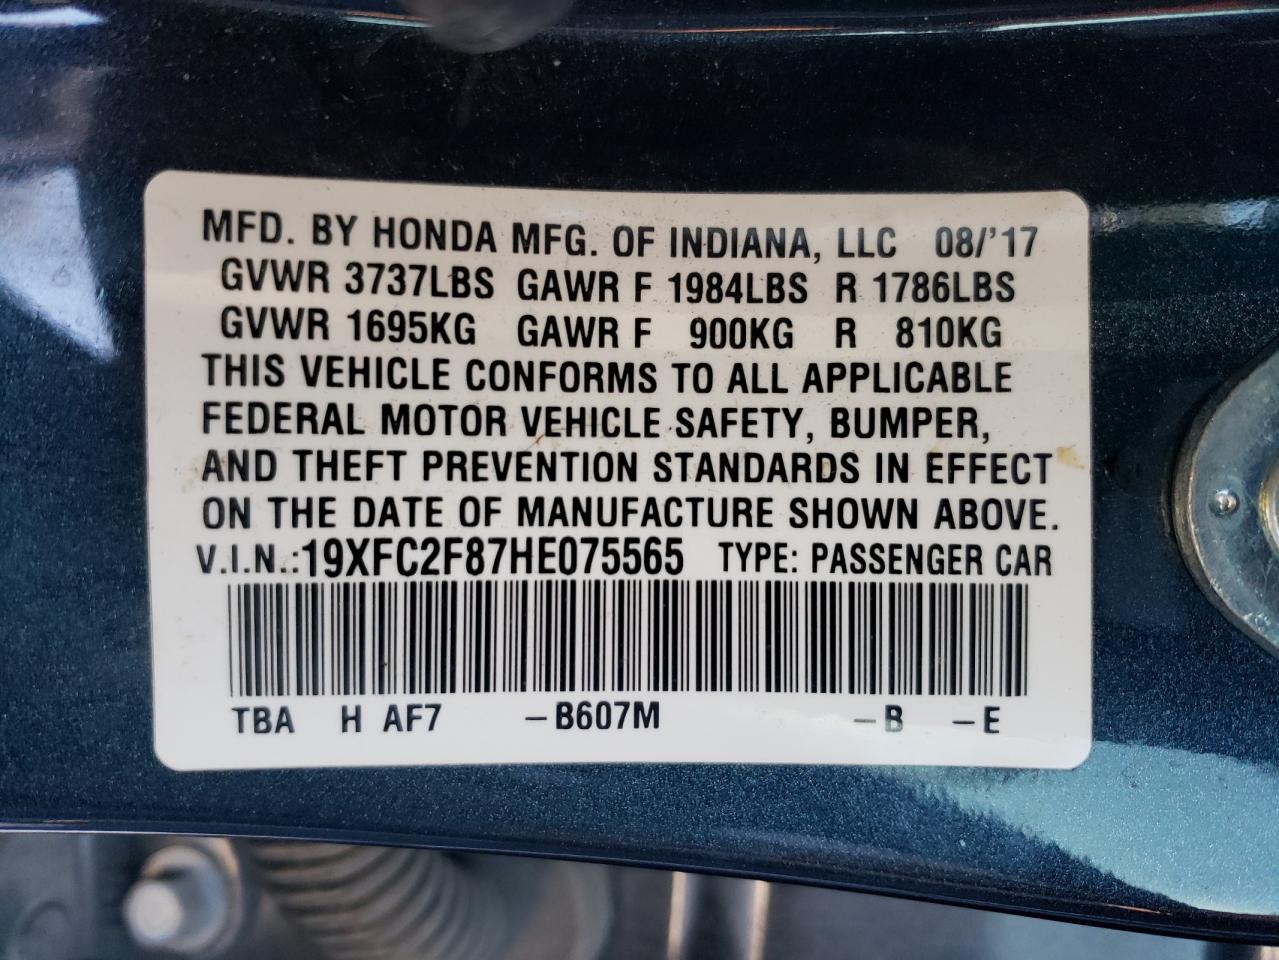 MFD. BY HONDA MFG. OF INDIANA, LLC 08/'17
GVWR 3737LBS GAWR F 1984LBS R 1786LBS
GVWR 1695KG GAWR F 900KG R 810KG
THIS VEHICLE CONFORMS TO ALL APPLICABLE
FEDERAL MOTOR VEHICLE SAFETY, BUMPER,
AND THEFT PREVENTION STANDARDS IN EFFECT
ON THE DATE OF MANUFACTURE SHOWN ABOVE.
V.I.N.:19XFC2F87HE075565 TYPE: PASSENGER CAR
TBA H AF7 –B607M –B –E